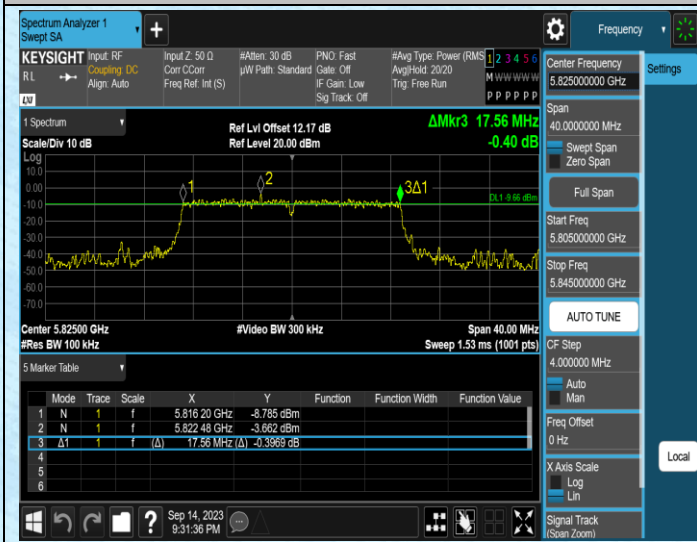 Spectrum Analyzer 1
Swept SA
+
Frequency
KEYSIGHT
RL
LXI
Input: RF
Coupling: DC
Align: Auto
Input Z: 50 Ω
Corr CCorr
Freq Ref: Int (S)
#Atten: 30 dB
µW Path: Standard
PNO: Fast
Gate: Off
IF Gain: Low
Sig Track: Off
#Avg Type: Power (RMS)
Avg|Hold: 20/20
Trig: Free Run
1 2 3 4 5 6
M W W W W W
P P P P P P
1 Spectrum
Scale/Div 10 dB
Ref Lvl Offset 12.17 dB
Ref Level 20.00 dBm
ΔMkr3 17.56 MHz
-0.40 dB
Log
10.0
0.00
-10.0
-20.0
-30.0
-40.0
-50.0
-60.0
-70.0
1
2
3Δ1
DL1 -9.66 dBm
Center 5.82500 GHz
#Res BW 100 kHz
#Video BW 300 kHz
Span 40.00 MHz
Sweep 1.53 ms (1001 pts)
5 Marker Table
Mode Trace Scale X Y Function Function Width Function Value
1 N 1 f 5.816 20 GHz -8.785 dBm
2 N 1 f 5.822 48 GHz -3.662 dBm
3 Δ1 1 f (Δ) 17.56 MHz (Δ) -0.3969 dB
4
5
6
Sep 14, 2023
9:31:36 PM
Center Frequency
5.825000000 GHz
Span
40.0000000 MHz
Swept Span
Zero Span
Full Span
Start Freq
5.805000000 GHz
Stop Freq
5.845000000 GHz
AUTO TUNE
CF Step
4.000000 MHz
Auto
Man
Freq Offset
0 Hz
X Axis Scale
Log
Lin
Signal Track
(Span Zoom)
Settings
Local